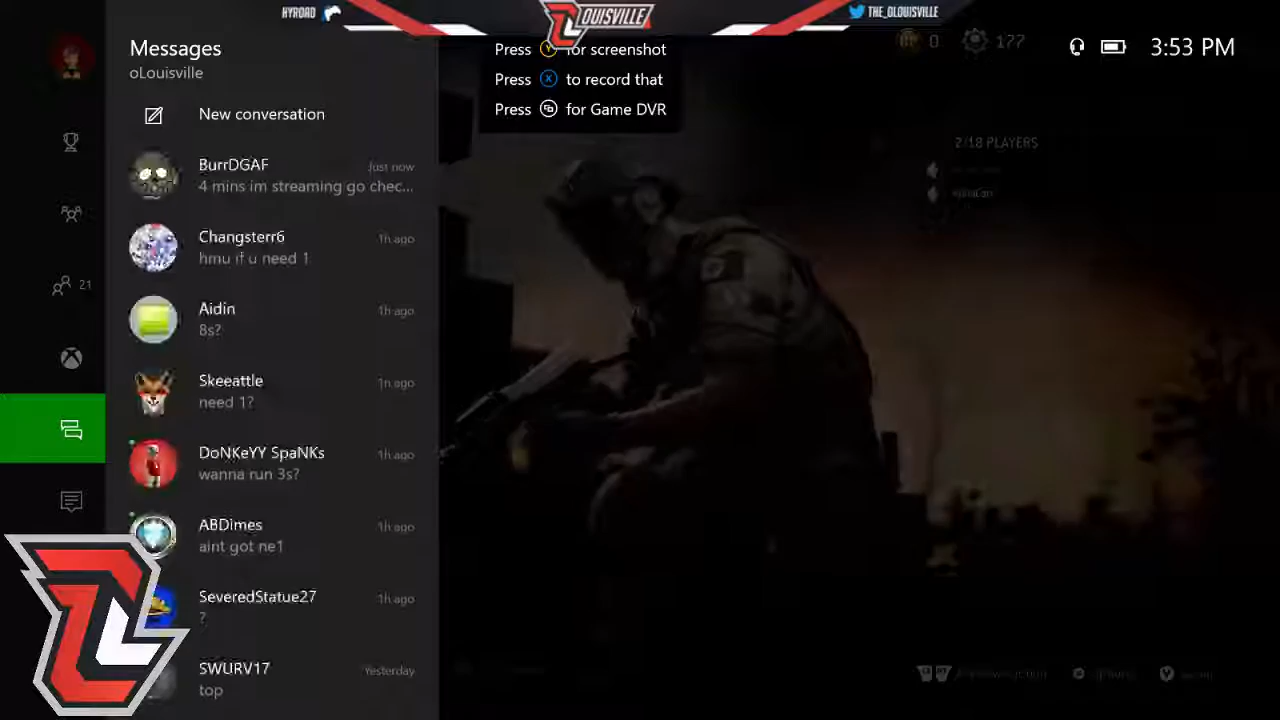 HYROAD
LOUISVILLE
THE_OLOUISVILLE
Messages
oLouisville
New conversation
BurrDGAF
Just now
4 mins im streaming go chec...
Changsterr6
1h ago
hmu if u need 1
Aidin
1h ago
8s?
Skeeattle
1h ago
need 1?
DoNKeYY SpaNKs
1h ago
wanna run 3s?
ABDimes
1h ago
aint got ne1
SeveredStatue27
1h ago
?
SWURV17
Yesterday
top
21
Press Y for screenshot
Press X to record that
Press for Game DVR
0
177
3:53 PM
2/18 PLAYERS